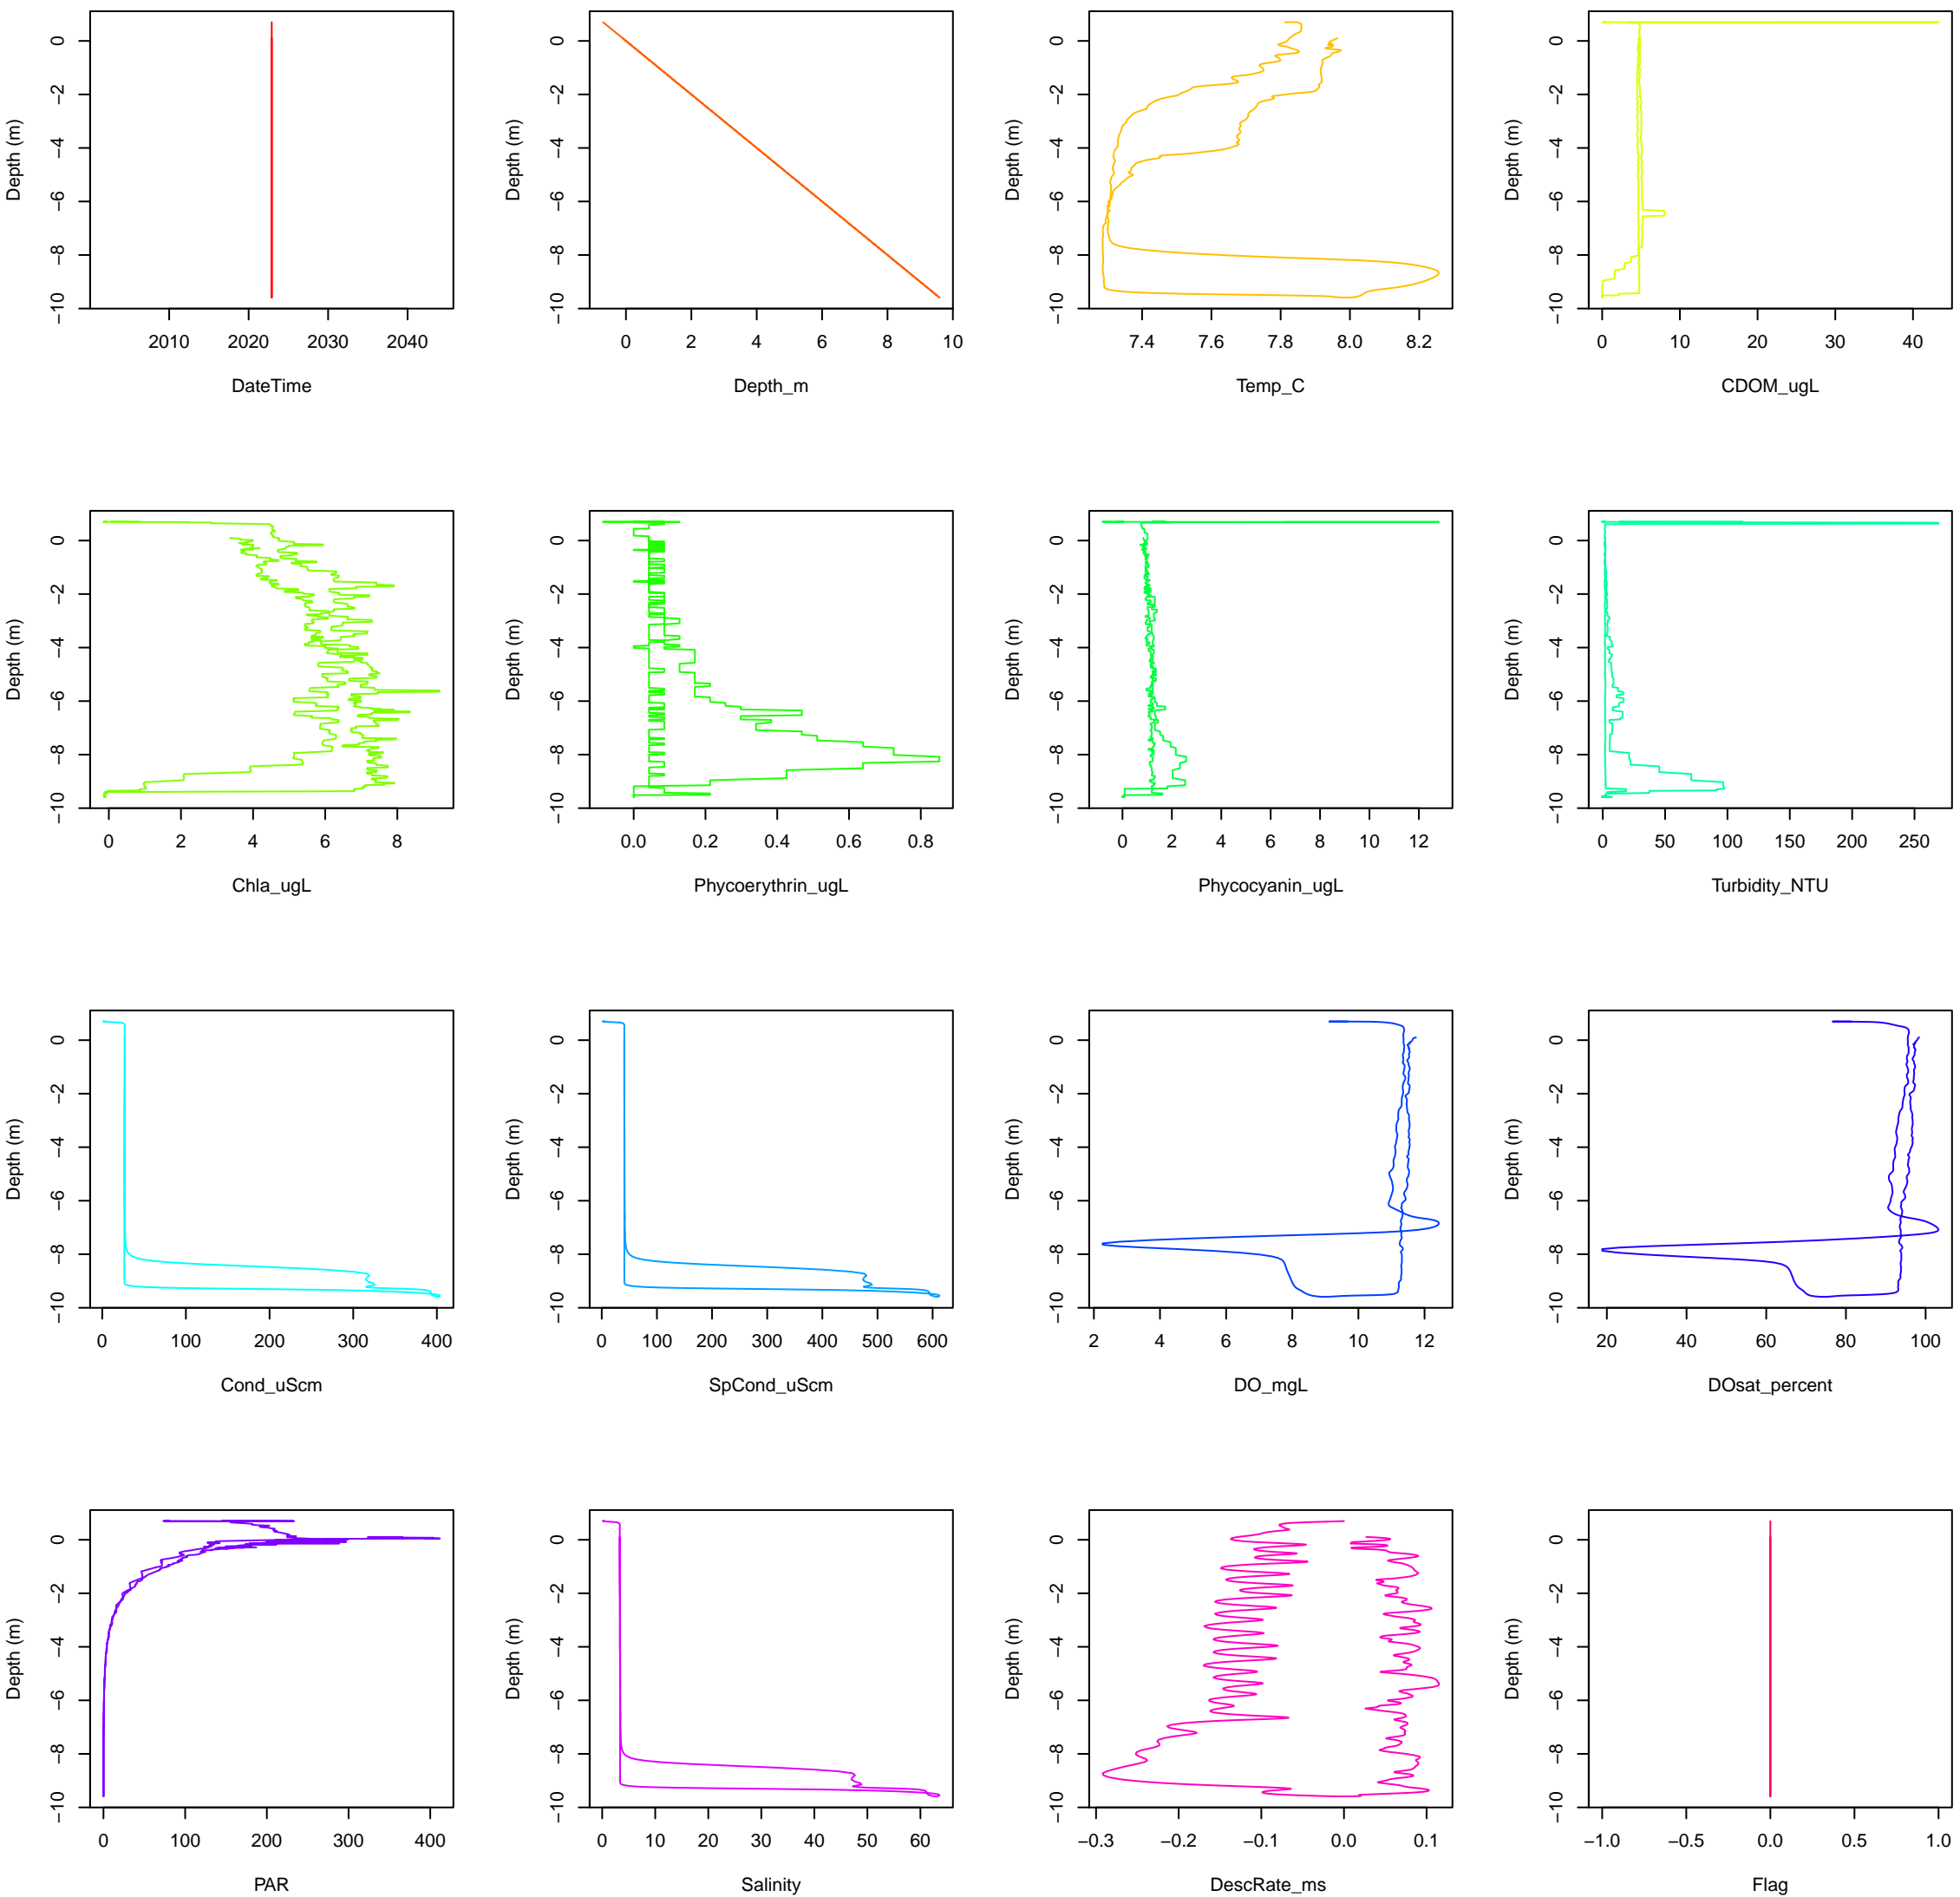 Depth (m)
0
−2
−4
−6
−8
−10
2010 2020 2030 2040
DateTime
Depth (m)
0
−2
−4
−6
−8
−10
0 2 4 6 8 10
Depth_m
Depth (m)
0
−2
−4
−6
−8
−10
7.4 7.6 7.8 8.0 8.2
Temp_C
Depth (m)
0
−2
−4
−6
−8
−10
0 10 20 30 40
CDOM_ugL
Depth (m)
0
−2
−4
−6
−8
−10
0 2 4 6 8
Chla_ugL
Depth (m)
0
−2
−4
−6
−8
−10
0.0 0.2 0.4 0.6 0.8
Phycoerythrin_ugL
Depth (m)
0
−2
−4
−6
−8
−10
0 2 4 6 8 10 12
Phycocyanin_ugL
Depth (m)
0
−2
−4
−6
−8
−10
0 50 100 150 200 250
Turbidity_NTU
Depth (m)
0
−2
−4
−6
−8
−10
0 100 200 300 400
Cond_uScm
Depth (m)
0
−2
−4
−6
−8
−10
0 100 200 300 400 500 600
SpCond_uScm
Depth (m)
0
−2
−4
−6
−8
−10
2 4 6 8 10 12
DO_mgL
Depth (m)
0
−2
−4
−6
−8
−10
20 40 60 80 100
DOsat_percent
Depth (m)
0
−2
−4
−6
−8
−10
0 100 200 300 400
PAR
Depth (m)
0
−2
−4
−6
−8
−10
0 10 20 30 40 50 60
Salinity
Depth (m)
0
−2
−4
−6
−8
−10
−0.3 −0.2 −0.1 0.0 0.1
DescRate_ms
Depth (m)
0
−2
−4
−6
−8
−10
−1.0 −0.5 0.0 0.5 1.0
Flag